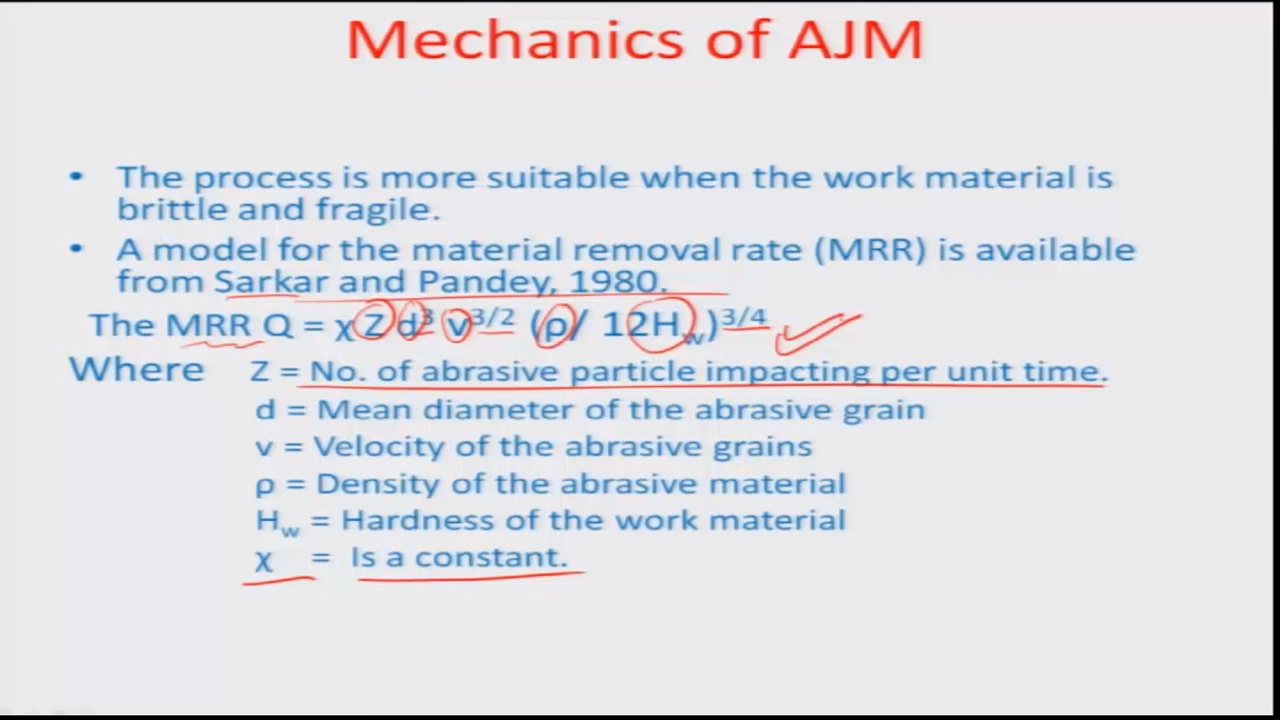 Mechanics of AJM
• The process is more suitable when the work material is
brittle and fragile.
• A model for the material removal rate (MRR) is available
from Sarkar and Pandey, 1980.
The MRR Q = χ Z d³ v^3/2 (ρ/ 12H_w)^3/4
Where Z = No. of abrasive particle impacting per unit time.
d = Mean diameter of the abrasive grain
v = Velocity of the abrasive grains
ρ = Density of the abrasive material
H_w = Hardness of the work material
χ = Is a constant.